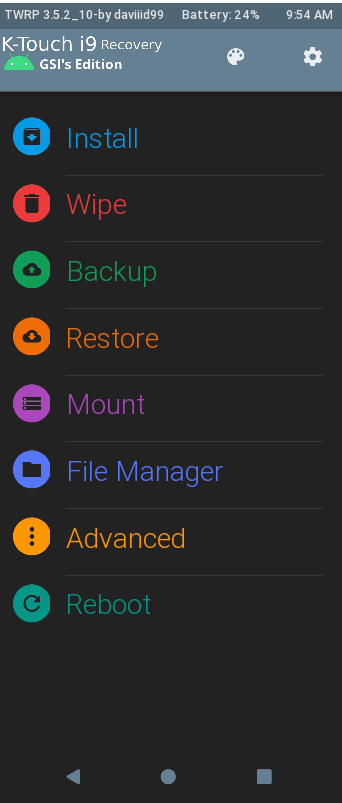 TWRP 3.5.2_10-by daviiid99 Battery: 24% 9:54 AM
K-Touch i9 Recovery
GSI's Edition
Install
Wipe
Backup
Restore
Mount
File Manager
Advanced
Reboot